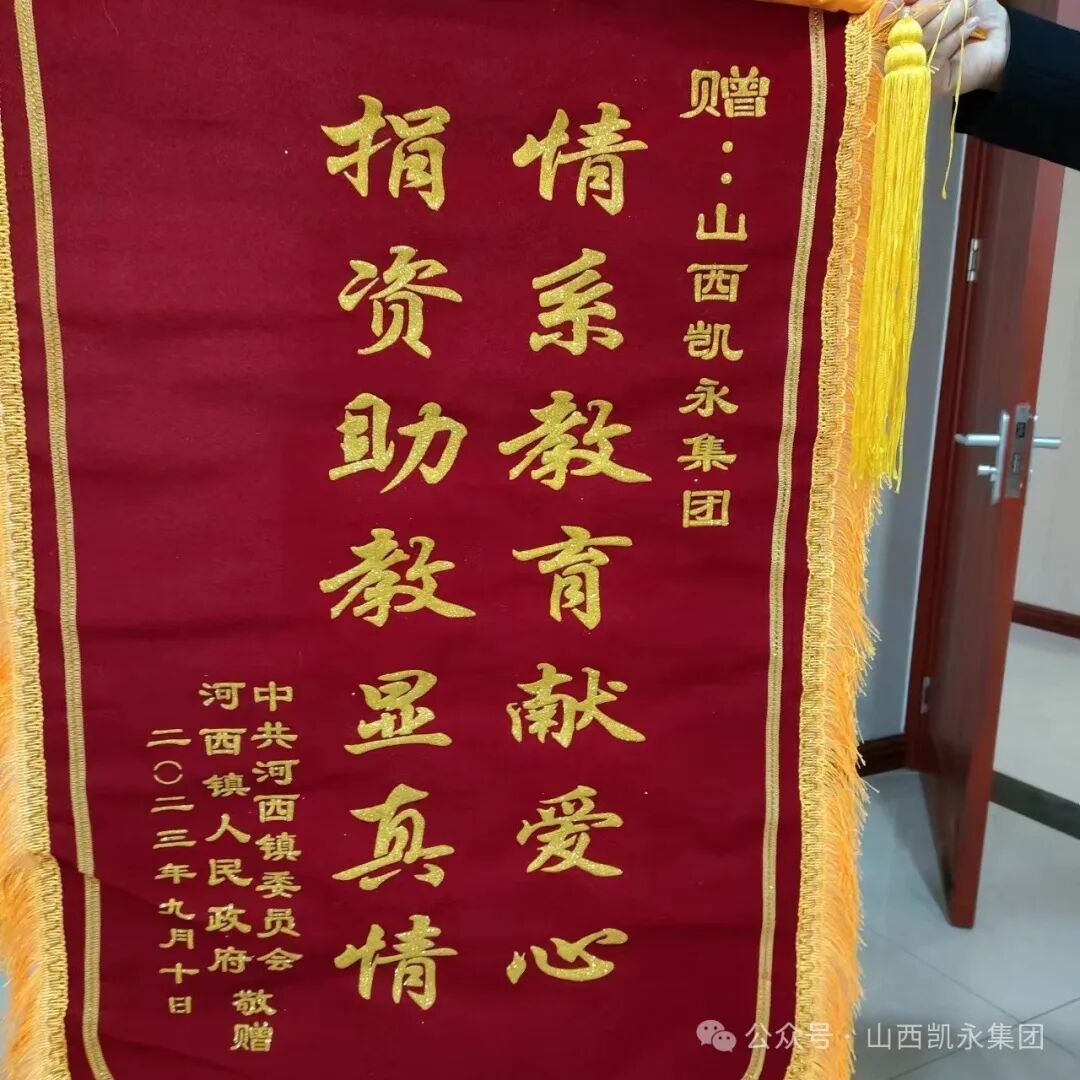 赠：山西凯永集团
情系教育献爱心
捐资助教显真情
中共河西镇委员会
河西镇人民政府
敬赠
二〇二三年九月十日
公众号·山西凯永集团